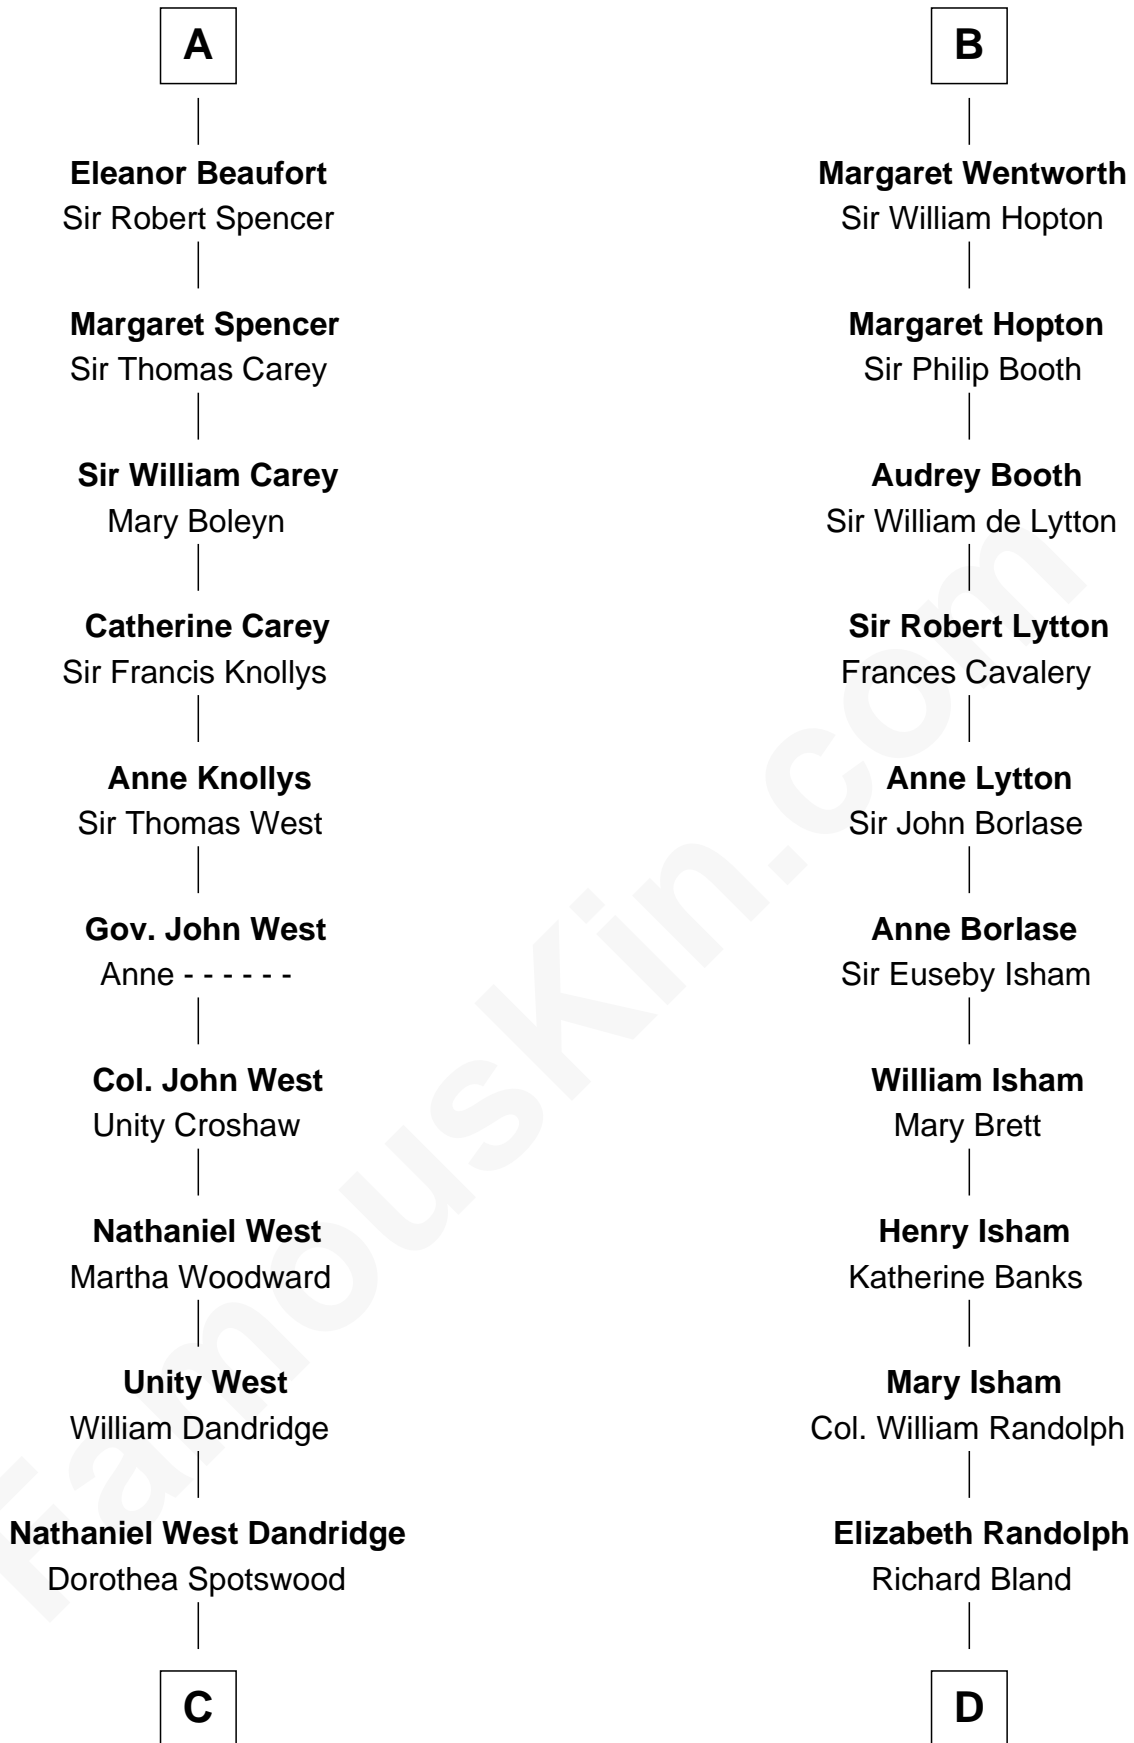 A
Eleanor Beaufort
Sir Robert Spencer
Margaret Spencer
Sir Thomas Carey
Sir William Carey
Mary Boleyn
Catherine Carey
Sir Francis Knollys
Anne Knollys
Sir Thomas West
Gov. John West
Anne - - - - - -
Col. John West
Unity Croshaw
Nathaniel West
Martha Woodward
Unity West
William Dandridge
Nathaniel West Dandridge
Dorothea Spotswood
C
B
Margaret Wentworth
Sir William Hopton
Margaret Hopton
Sir Philip Booth
Audrey Booth
Sir William de Lytton
Sir Robert Lytton
Frances Cavalery
Anne Lytton
Sir John Borlase
Anne Borlase
Sir Euseby Isham
William Isham
Mary Brett
Henry Isham
Katherine Banks
Mary Isham
Col. William Randolph
Elizabeth Randolph
Richard Bland
D
FamousKin.com